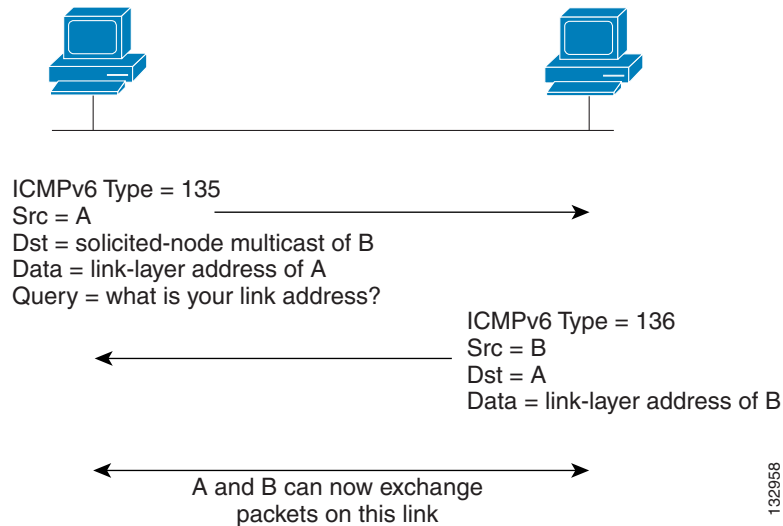 ICMPv6 Type = 135
Src = A
Dst = solicited-node multicast of B
Data = link-layer address of A
Query = what is your link address?
ICMPv6 Type = 136
Src = B
Dst = A
Data = link-layer address of B
A and B can now exchange
packets on this link
132958